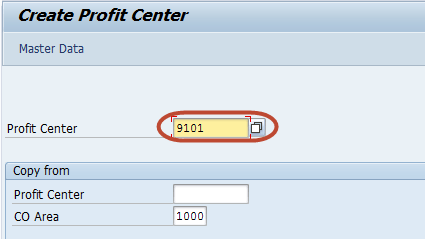 Create Profit Center
Master Data
Profit Center 9101
Copy from
Profit Center
CO Area 1000